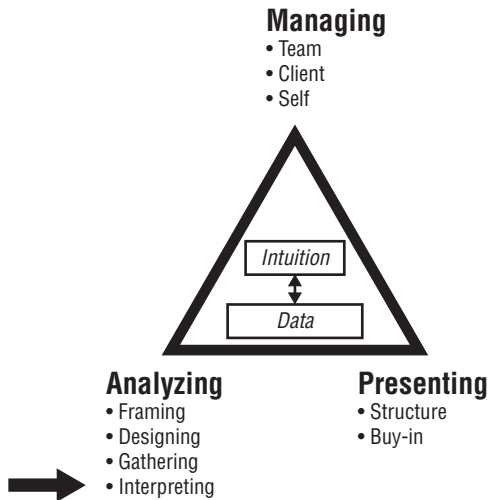 Managing
• Team
• Client
• Self
Intuition
Data
Analyzing
• Framing
• Designing
• Gathering
• Interpreting
Presenting
• Structure
• Buy-in